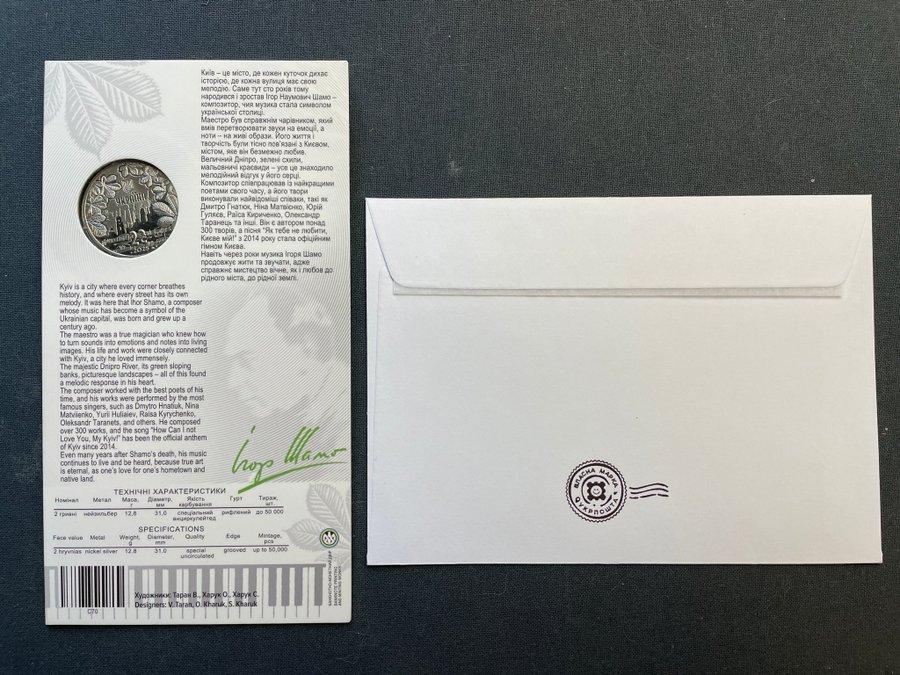 Київ – це місто, де кожен куточок дихає
історією, де кожна вулиця має свою
мелодію. Саме тут сто років тому
народився і зростав Ігор Наумович Шамо –
композитор, чия музика стала символом
української столиці.
Маестро був справжнім чарівником, який
вмів перетворювати звуки на емоції, а
ноти – на живі образи. Його життя і
творчість були тісно пов’язані з Києвом,
містом, яке він безмежно любив.
Величний Дніпро, зелені схили,
мальовничі краєвиди – усе це знаходило
мелодійний відгук у його серці.
Композитор співпрацював із найкращими
поетами свого часу, а його твори
виконували найвідоміші співаки, такі як
Дмитро Гнатюк, Ніна Матвієнко, Юрій
Гуляєв, Раїса Кириченко, Олександр
Таранець та інші. Він є автором понад
300 творів, а пісня “Як тебе не любити,
Києве мій!” з 2014 року стала офіційним
гімном Києва.
Навіть через роки музика Ігоря Шамо
продовжує жити та звучати, адже
справжнє мистецтво вічне, як і любов до
рідного міста, до рідної землі.
Kyiv is a city where every corner breathes
history, and where every street has its own
melody. It was here that Ihor Shamo, a composer
whose music has become a symbol of the
Ukrainian capital, was born and grew up a
century ago.
The maestro was a true magician who knew how
to turn sounds into emotions and notes into living
images. His life and work were closely connected
with Kyiv, a city he loved immensely.
The majestic Dnipro River, its green sloping
banks, picturesque landscapes – all of this found
a melodic response in his heart.
The composer worked with the best poets of his
time, and his works were performed by the most
famous singers, such as Dmytro Hnatiuk, Nina
Matviienko, Yurii Huliaiev, Raisa Kyrychenko,
Oleksandr Taranets, and others. He composed
over 300 works, and the song “How Can I not
Love You, My Kyiv!” has been the official anthem
of Kyiv since 2014.
Even many years after Shamo’s death, his music
continues to live and be heard, because true art
is eternal, as one’s love for one’s hometown and
native land.
Ігор Шамо
ТЕХНІЧНІ ХАРАКТЕРИСТИКИ
Номінал Метал Маса, г Діаметр, мм Якість карбування Гурт Тираж, шт.
2 гривні нейзильбер 12,8 31,0 спеціальний анциркулейтед рифлений до 50.000
SPECIFICATIONS
Face value Metal Weight, g Diameter, mm Quality Edge Mintage, pcs
2 hryvnias nickel silver 12.8 31.0 special uncirculated grooved up to 50,000
Художники: Таран В., Харук О., Харук С.
Designers: V. Taran, O. Kharuk, S. Kharuk
C70
BANKNOTE PRINTING
AND MINTING WORKS
ВЛАСНА МАРКА
УКРПОШТА